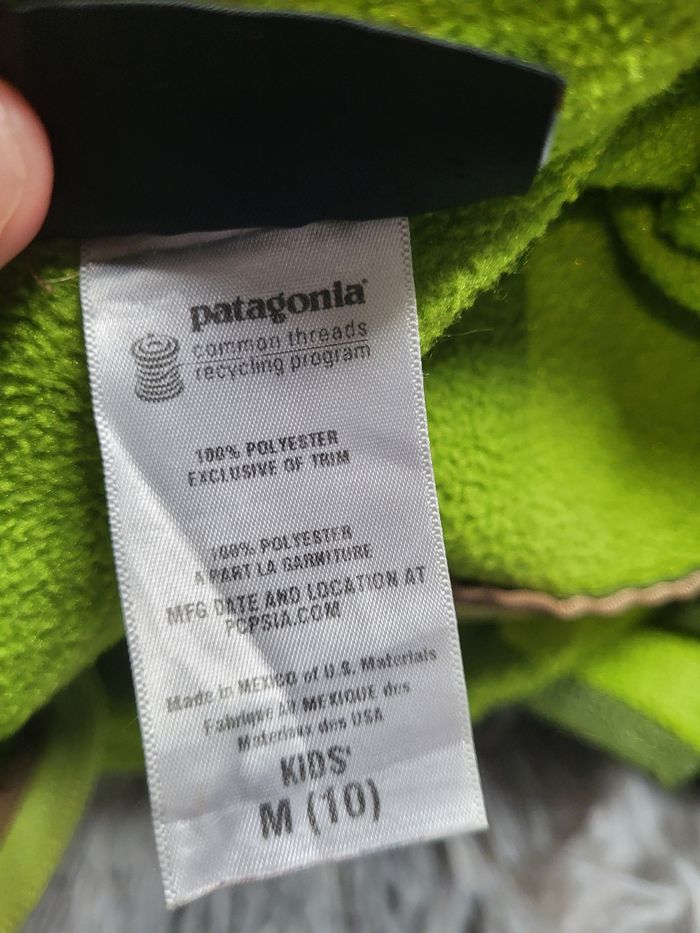 patagonia®
common threads
recycling program
100% POLYESTER
EXCLUSIVE OF TRIM
100% POLYESTER
A PART LA GARNITURE
MFG DATE AND LOCATION AT
PCPSIA.COM
Made in MEXICO of U.S. Materials
Fabriqué AU MEXIQUE des
Materiaux des USA
KIDS'
M (10)